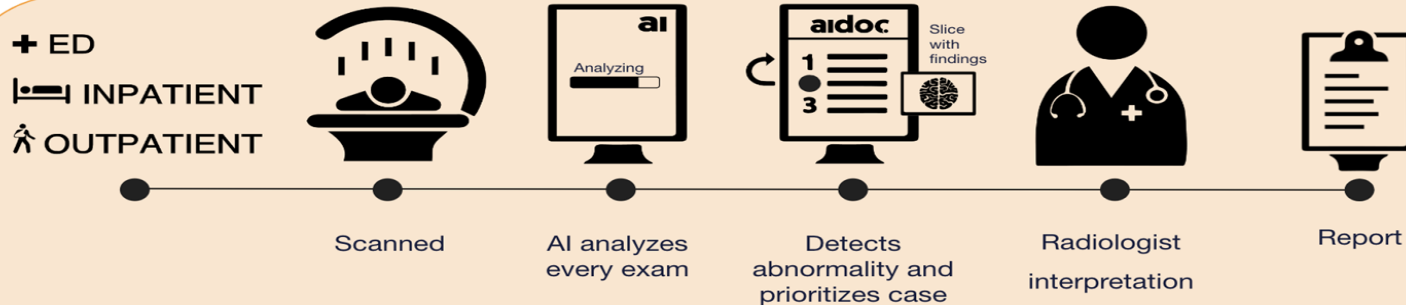 + ED
INPATIENT
OUTPATIENT
Scanned
ai
Analyzing
AI analyzes
every exam
aidoc
1
3
Slice
with
findings
Detects
abnormality and
prioritizes case
Radiologist
interpretation
Report